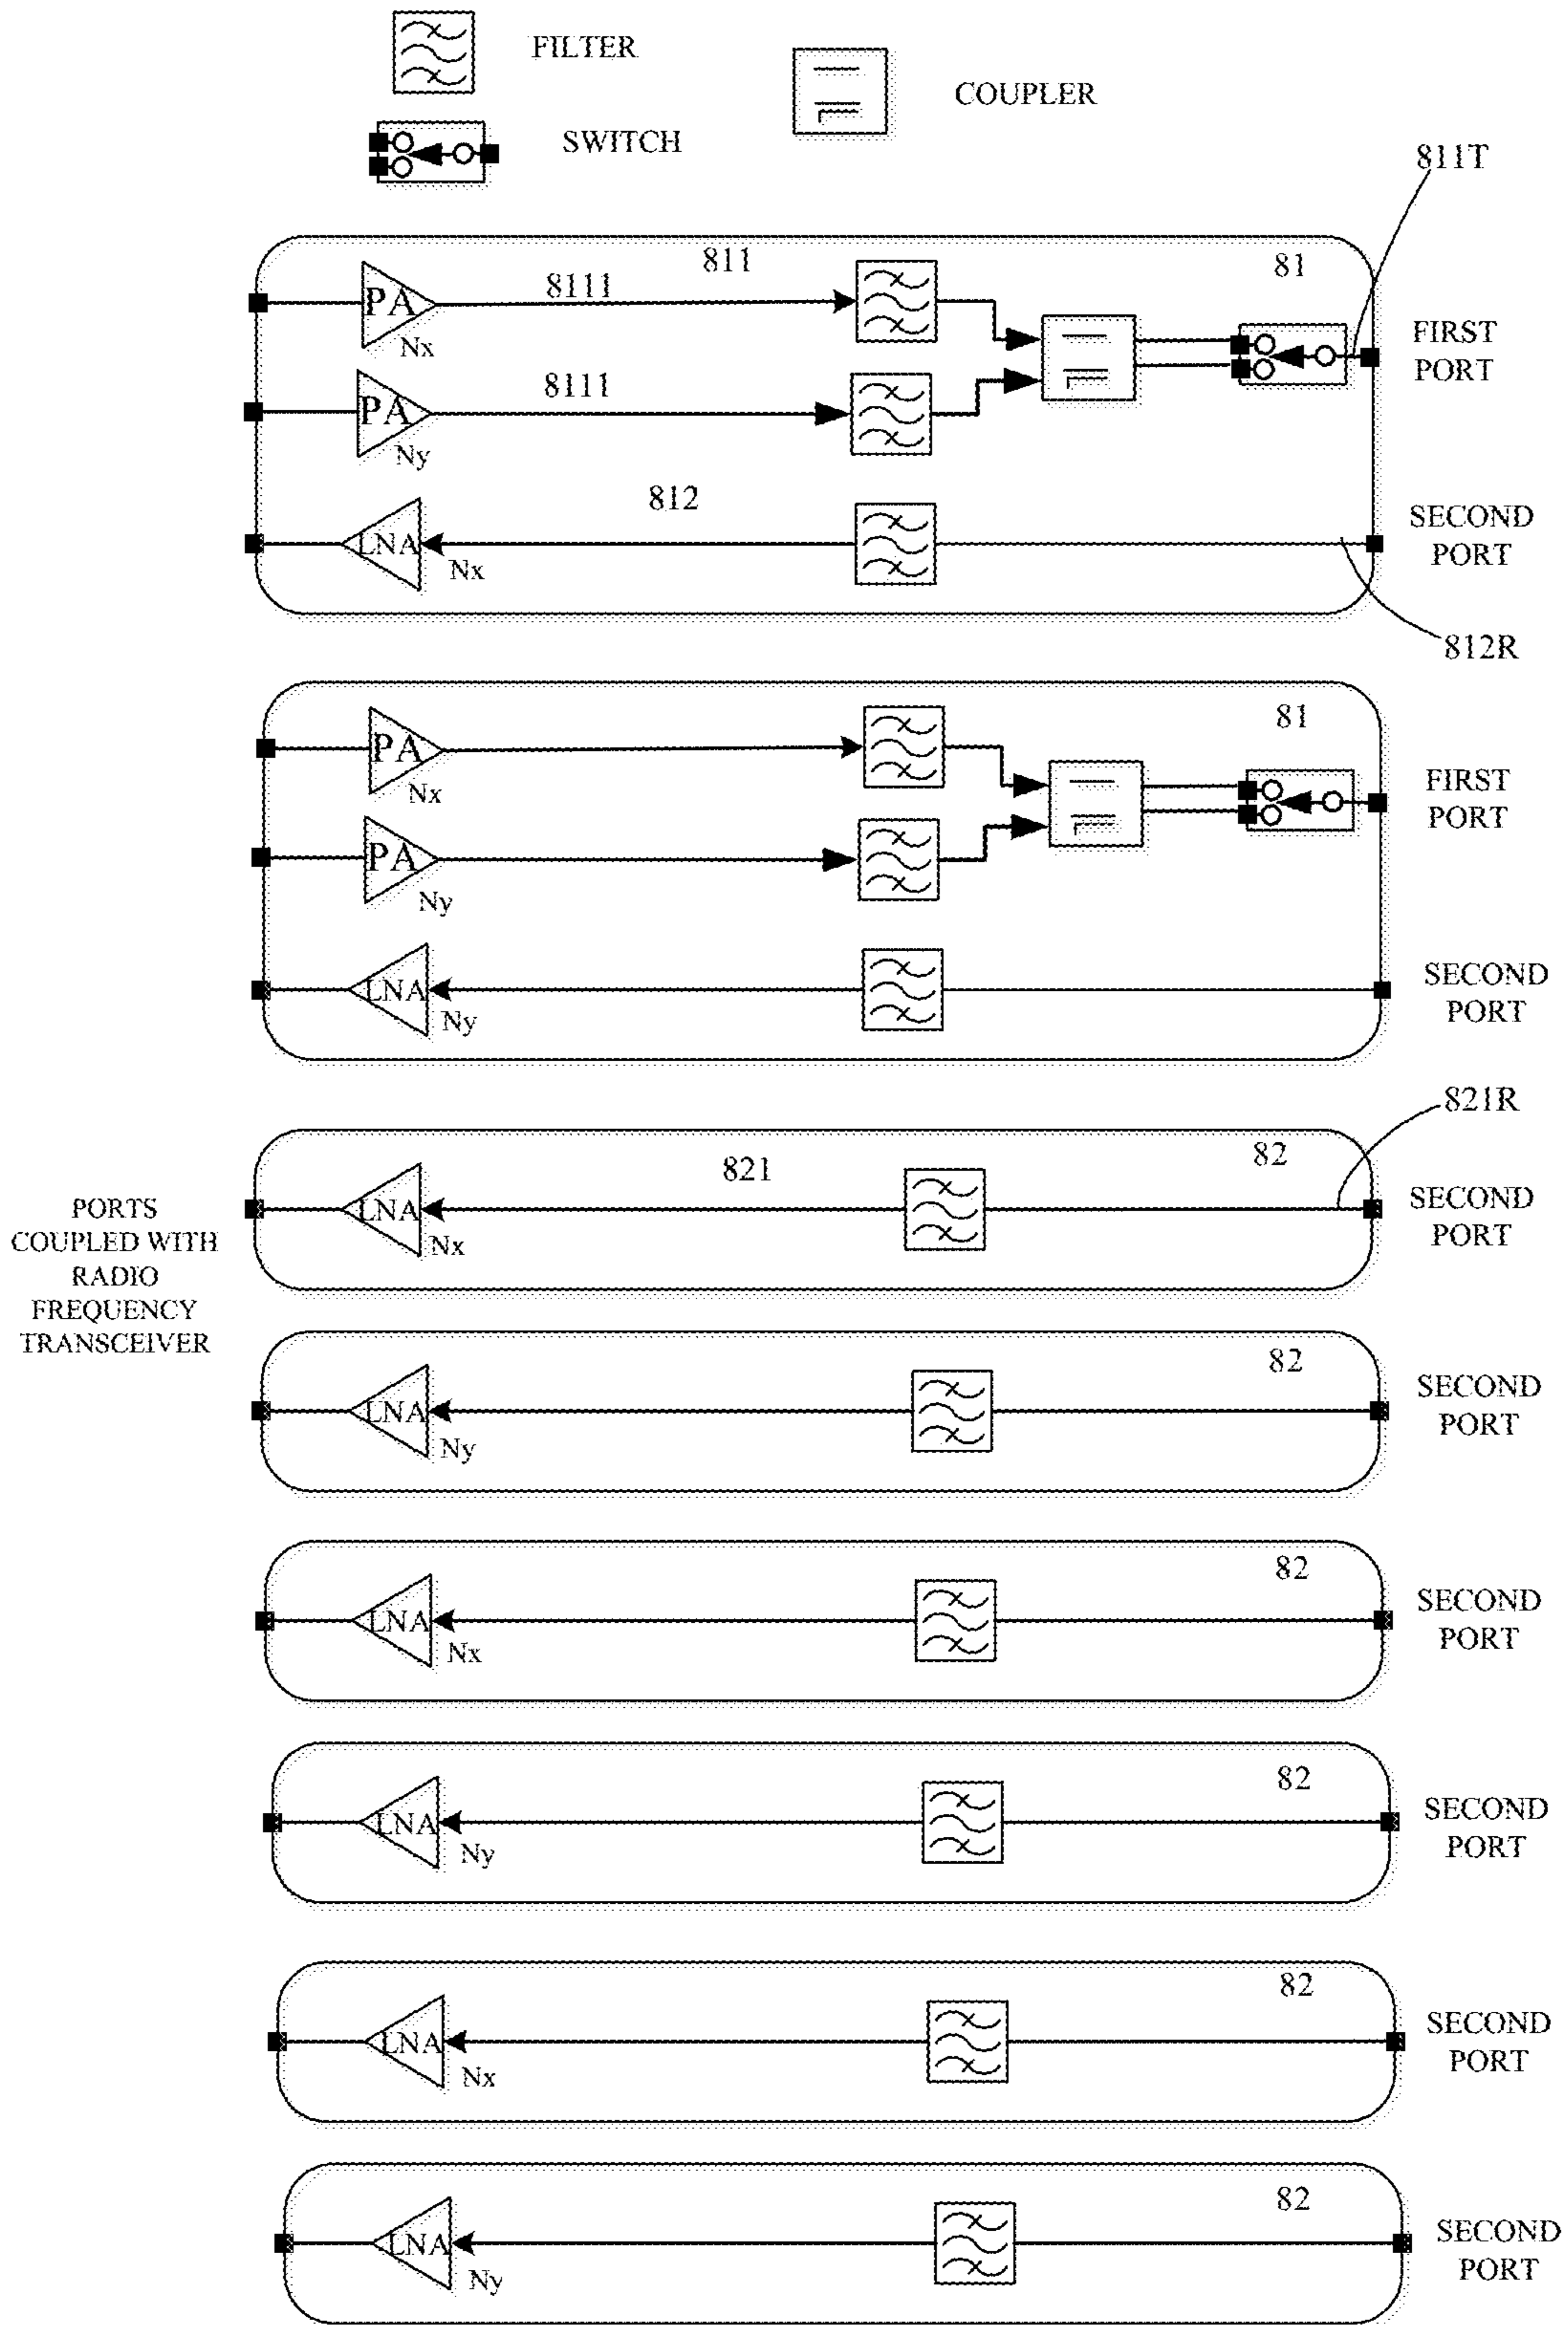 FILTER
COUPLER
SWITCH
811T
811
8111
81
PA
Nx
FIRST
PORT
8111
PA
Ny
812
SECOND
PORT
LNA
Nx
812R
81
PA
Nx
FIRST
PORT
PA
Ny
SECOND
PORT
LNA
Ny
821R
821
82
PORTS
COUPLED WITH
RADIO
FREQUENCY
TRANSCEIVER
LNA
Nx
SECOND
PORT
82
LNA
Ny
SECOND
PORT
82
LNA
Nx
SECOND
PORT
82
LNA
Ny
SECOND
PORT
82
LNA
Nx
SECOND
PORT
82
LNA
Ny
SECOND
PORT